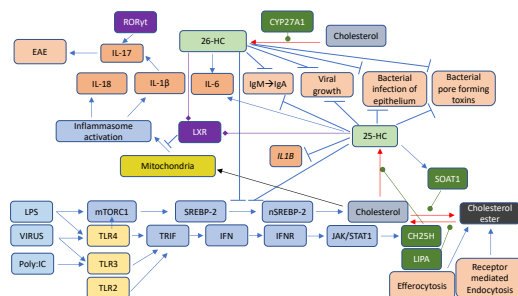 RORγt
26-HC
CYP27A1
Cholesterol
EAE
IL-17
IL-18
IL-1β
IL-6
IgM→IgA
Viral
growth
Bacterial
infection of
epithelium
Bacterial
pore forming
toxins
Inflammasome
activation
LXR
25-HC
IL1B
Mitochondria
SOAT1
LPS
mTORC1
SREBP-2
nSREBP-2
Cholesterol
Cholesterol
ester
VIRUS
TLR4
TRIF
IFN
IFNR
JAK/STAT1
CH25H
LIPA
Poly:IC
TLR3
TLR2
Efferocytosis
Receptor
mediated
Endocytosis